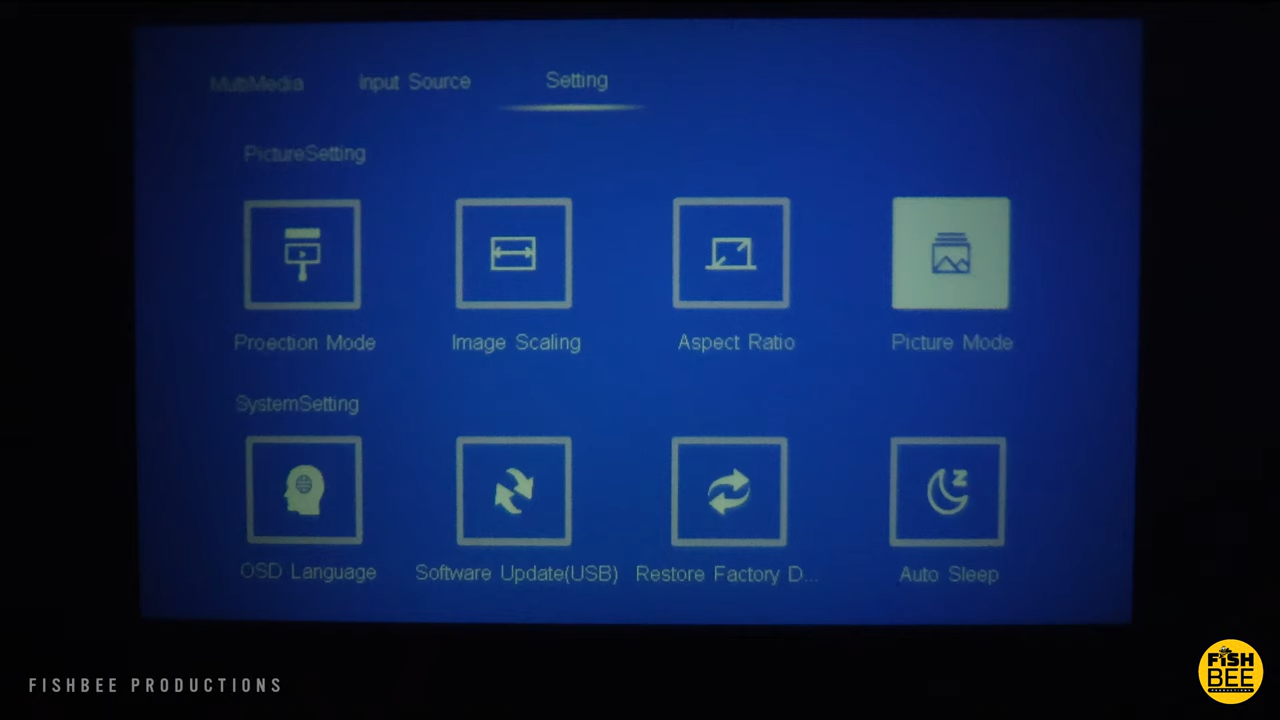 MultiMedia Input Source Setting
PictureSetting
Proection Mode Image Scaling Aspect Ratio Picture Mode
SystemSetting
OSD Language Software Update(USB) Restore Factory D... Auto Sleep
FISHBEE PRODUCTIONS
FISH
BEE
PRODUCTIONS